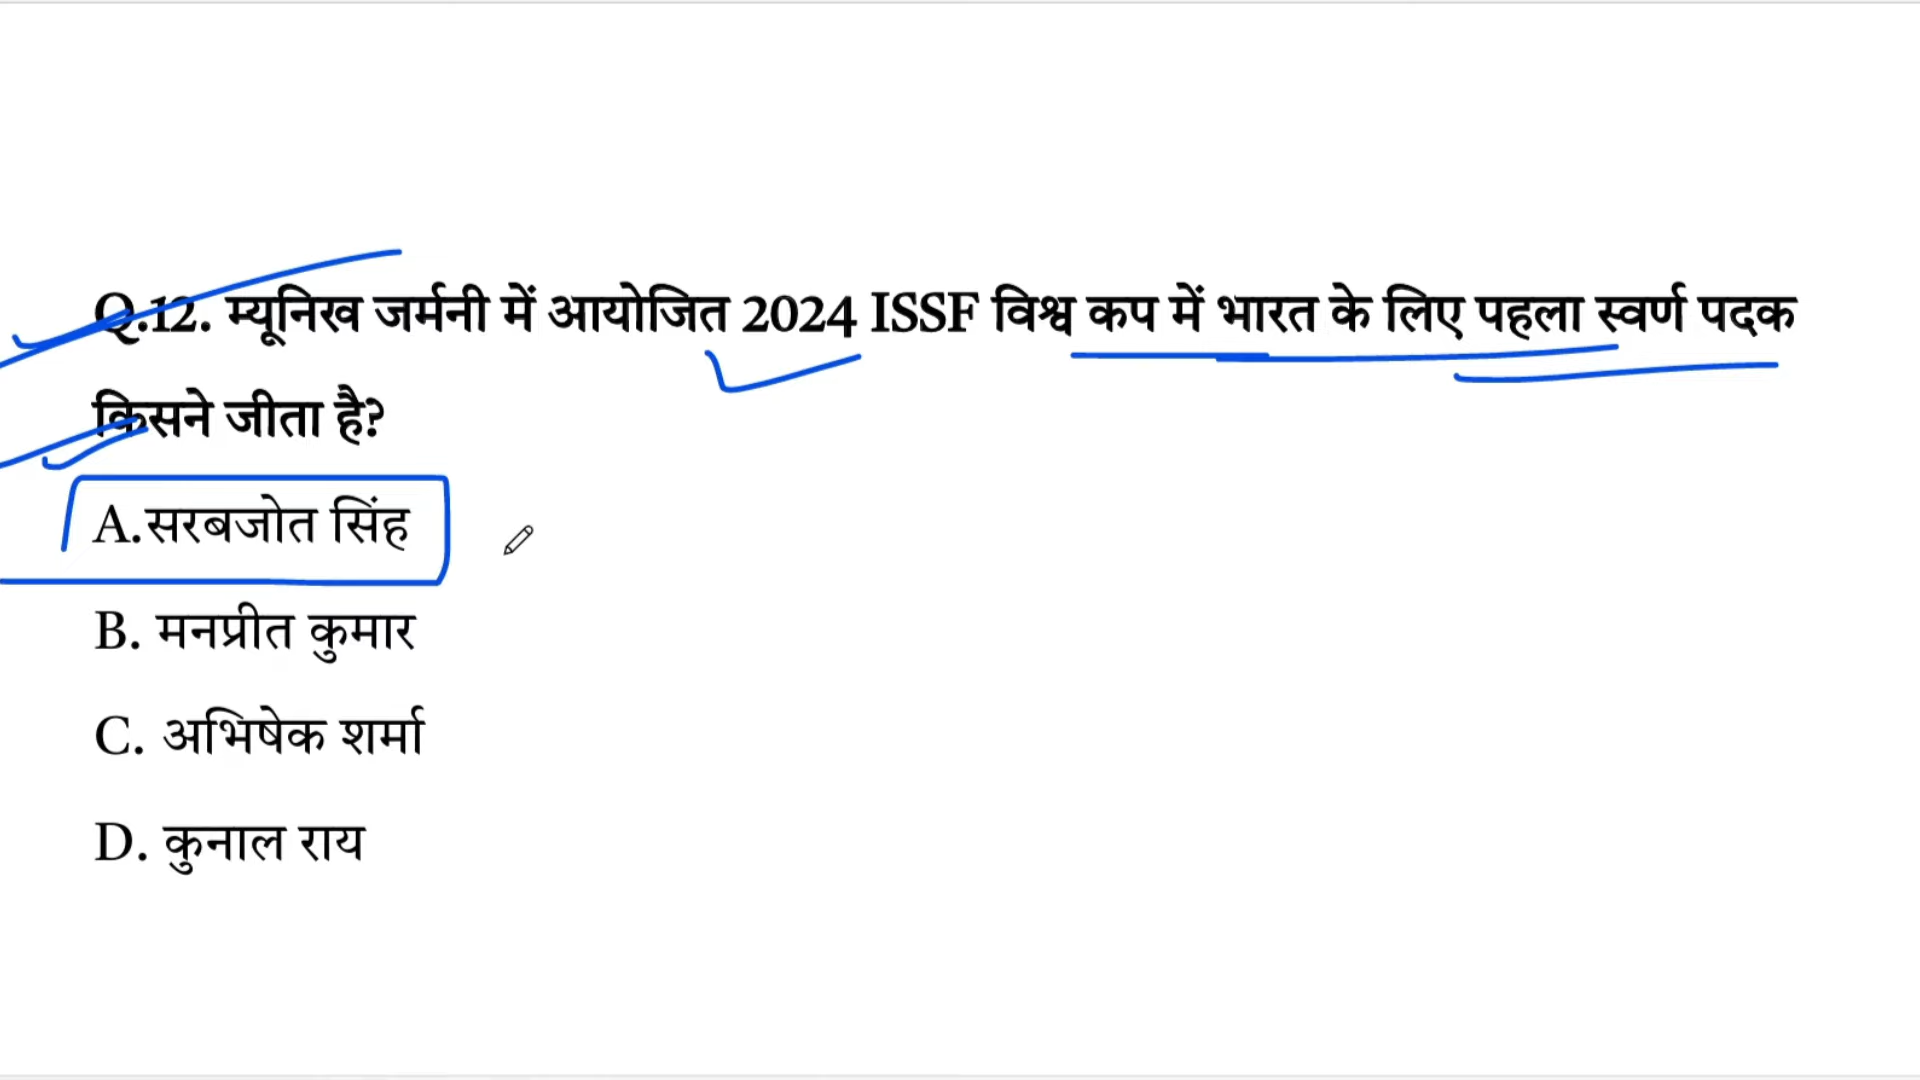 Q.12. म्यूनिख जर्मनी में आयोजित 2024 ISSF विश्व कप में भारत के लिए पहला स्वर्ण पदक
किसने जीता है?
A.सरबजोत सिंह
B. मनप्रीत कुमार
C. अभिषेक शर्मा
D. कुनाल राय